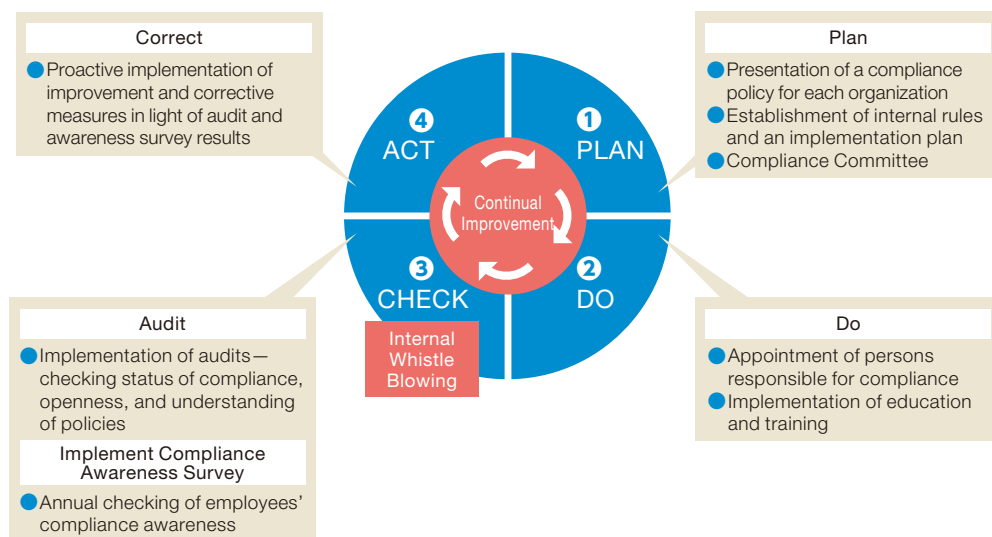 Correct
●Proactive implementation of
improvement and corrective
measures in light of audit and
awareness survey results
Plan
●Presentation of a compliance
policy for each organization
●Establishment of internal rules
and an implementation plan
●Compliance Committee
❹
ACT
❶
PLAN
Continual
Improvement
❸
CHECK
❷
DO
Internal
Whistle
Blowing
Audit
●Implementation of audits—
checking status of compliance,
openness, and understanding
of policies
Implement Compliance
Awareness Survey
●Annual checking of employees’
compliance awareness
Do
●Appointment of persons
responsible for compliance
●Implementation of education
and training